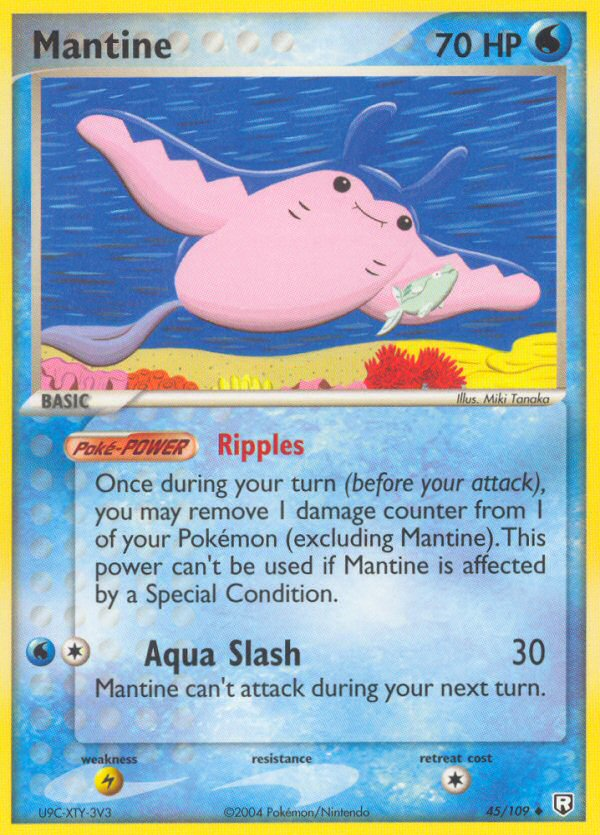 Mantine
70 HP
BASIC
Illus. Miki Tanaka
Poké-POWER Ripples
Once during your turn (before your attack),
you may remove 1 damage counter from 1
of your Pokémon (excluding Mantine). This
power can't be used if Mantine is affected
by a Special Condition.
Aqua Slash 30
Mantine can't attack during your next turn.
weakness resistance retreat cost
U9C-XTY-3V3 ©2004 Pokémon/Nintendo 45/109 ◆ R